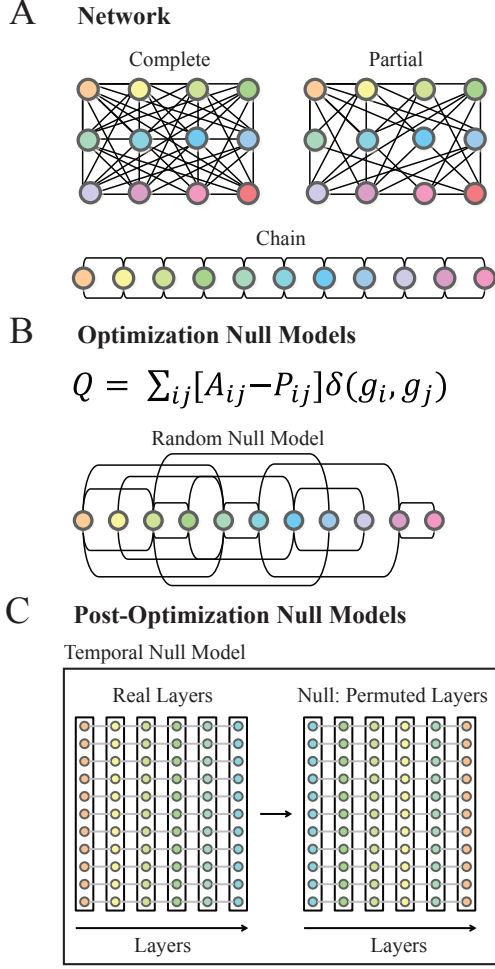 A Network
Complete Partial
Chain
B Optimization Null Models
Q = ∑ij[Aij−Pij]δ(gi, gj)
Random Null Model
C Post-Optimization Null Models
Temporal Null Model
Real Layers Null: Permuted Layers
Layers Layers